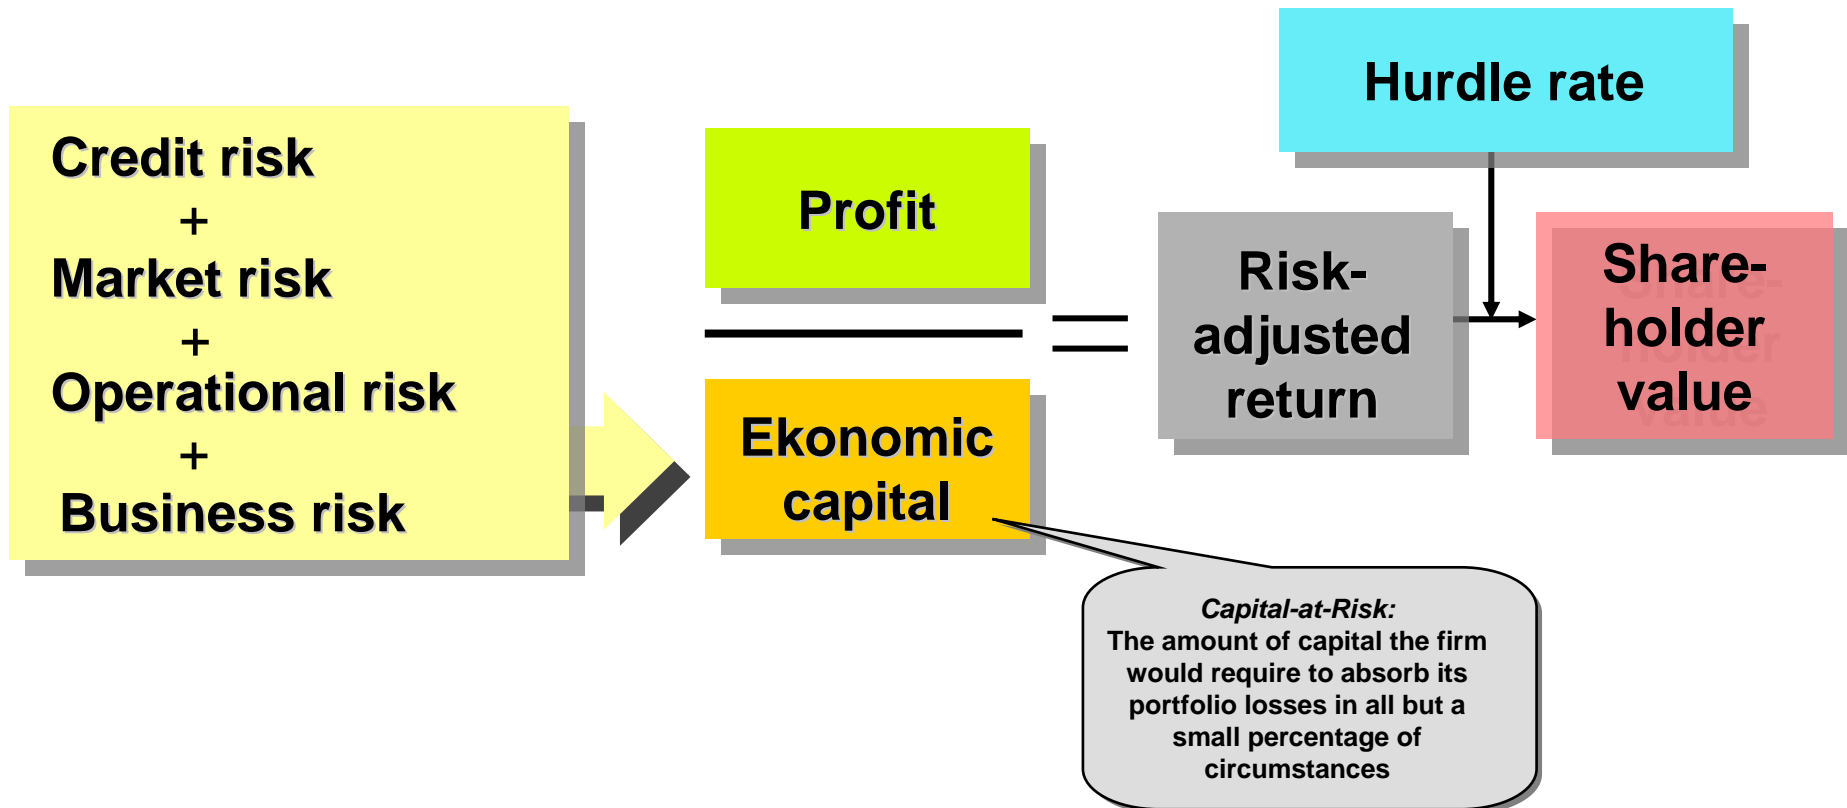 Credit risk
+
Market risk
+
Operational risk
+
Business risk
Profit
Ekonomic
capital
=
Risk-
adjusted
return
Hurdle rate
Share-
holder
value
Capital-at-Risk:
The amount of capital the firm
would require to absorb its
portfolio losses in all but a
small percentage of
circumstances